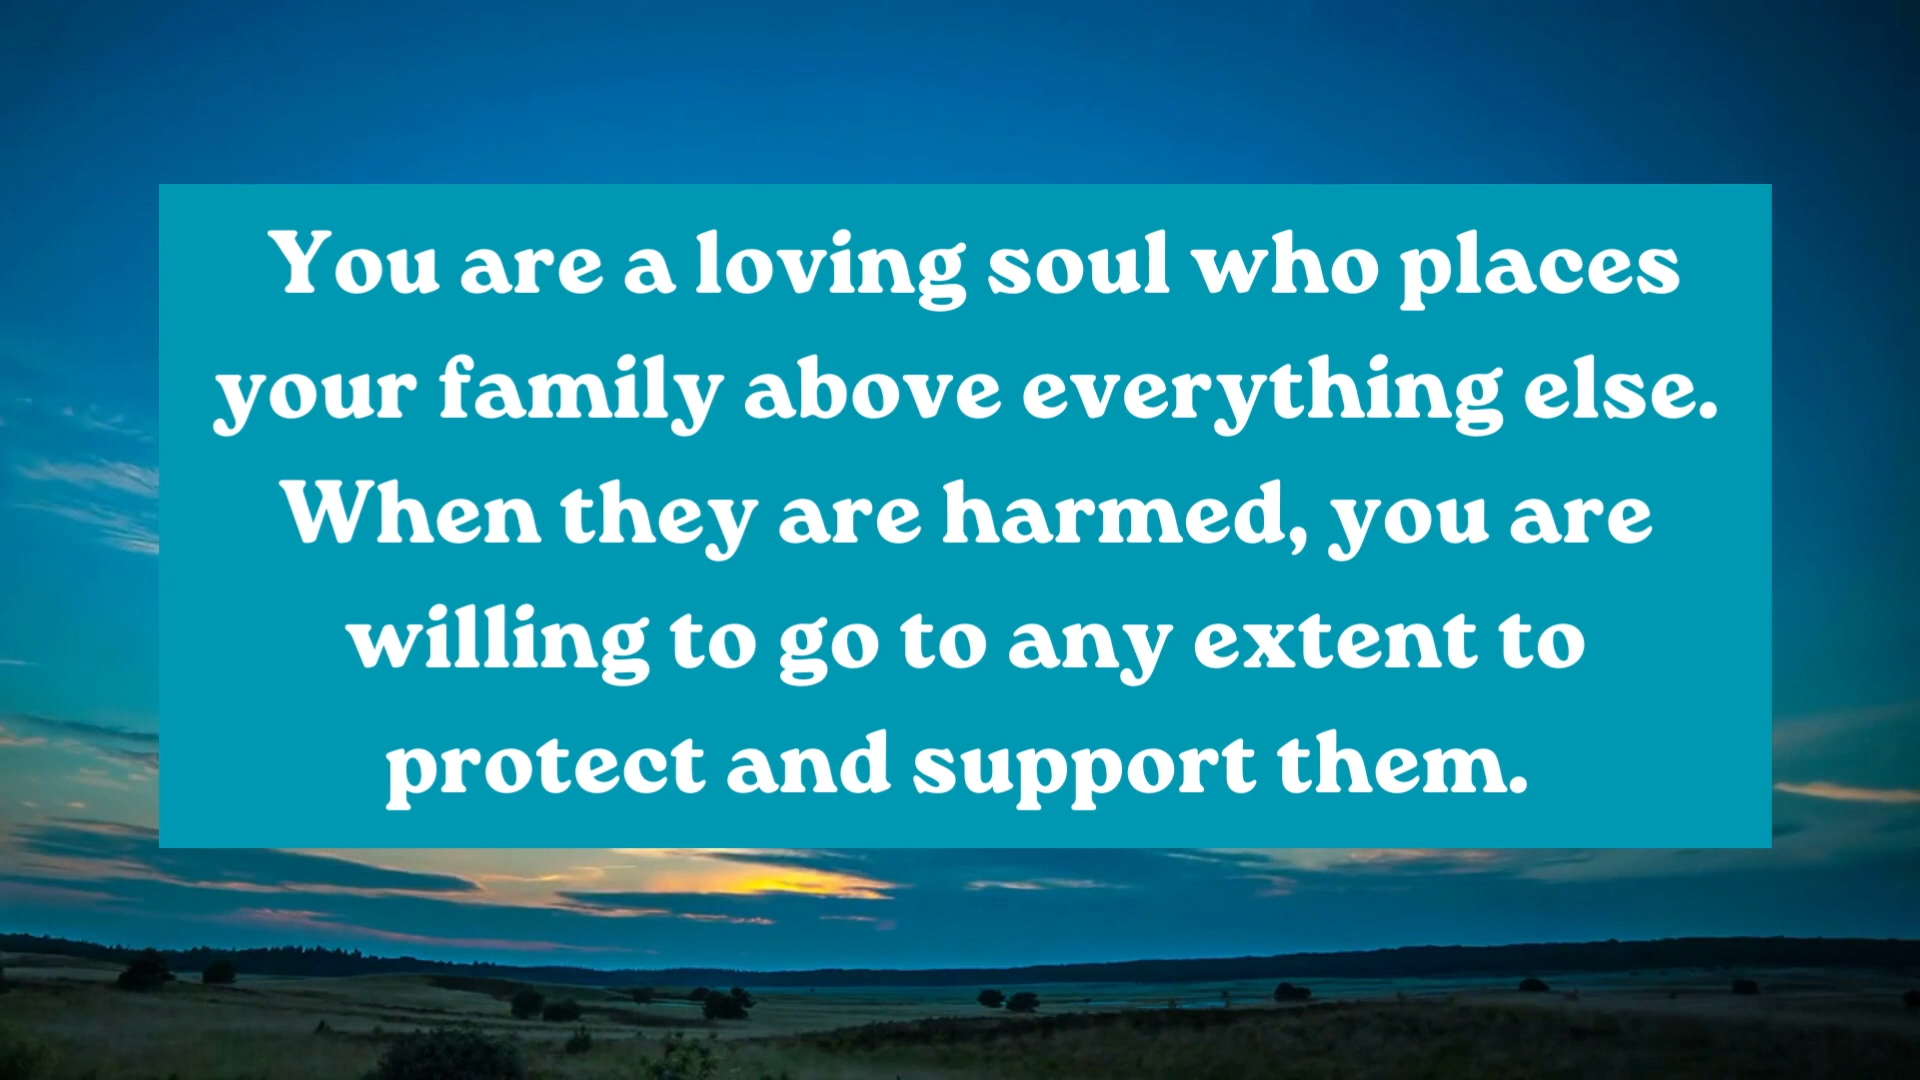 You are a loving soul who places
your family above everything else.
When they are harmed, you are
willing to go to any extent to
protect and support them.